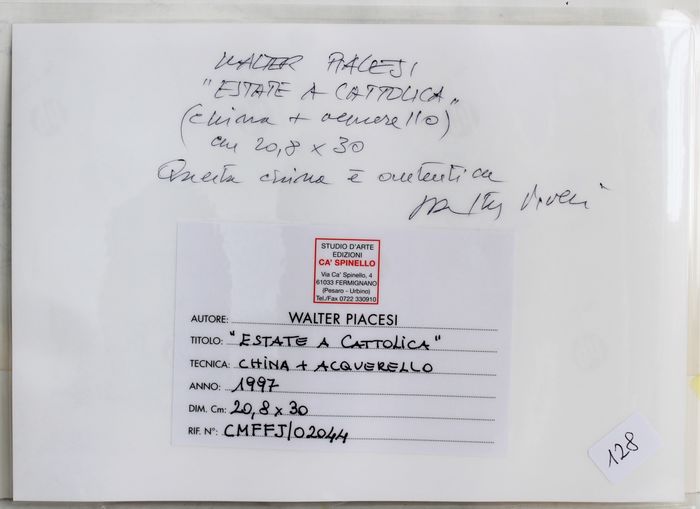 WALTER PIACESI
"ESTATE A CATTOLICA"
(china + acquerello)
cm 20,8 x 30
Questa china è autentica
STUDIO D'ARTE
EDIZIONI
CA' SPINELLO
Via Ca' Spinello, 4
61033 FERMIGNANO
(Pesaro - Urbino)
Tel./Fax 0722 330910
AUTORE: WALTER PIACESI
TITOLO: "ESTATE A CATTOLICA"
TECNICA: CHINA + ACQUERELLO
ANNO: 1997
DIM. Cm: 20,8 x 30
RIF. N°: CMFFJ/02044
128